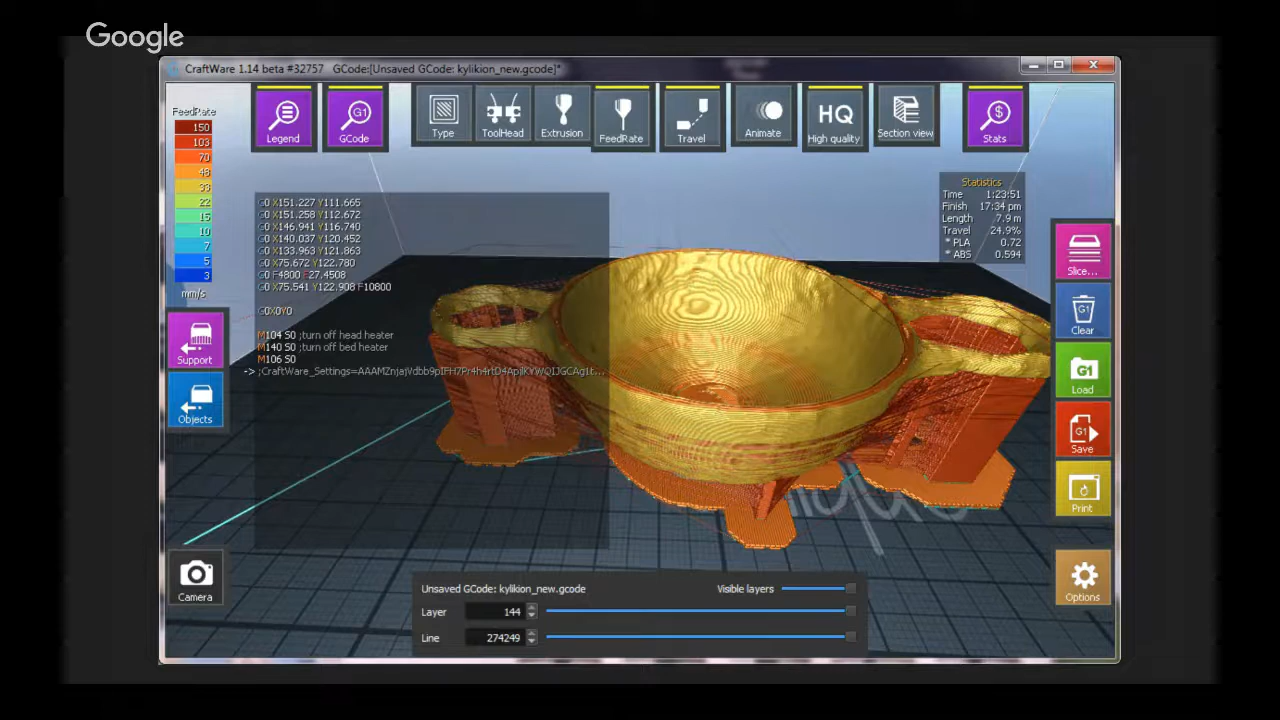 Google
CraftWare 1.14 beta #32757 GCode:[Unsaved GCode: kylikion_new.gcode]*
FeedRate
150
103
70
48
33
22
15
10
7
5
3
mm/s
Legend
G1
GCode
Type
ToolHead
Extrusion
FeedRate
Travel
Animate
HQ
High quality
Section view
$
Stats
G0 X151.227 Y111.665
G0 X151.258 Y112.672
G0 X146.941 Y116.740
G0 X140.037 Y120.452
G0 X133.963 Y121.863
G0 X75.672 Y122.780
G0 F4800 E27.4508
G0 X75.541 Y122.908 F10800
G0X0Y0
M104 S0 ;turn off head heater
M140 S0 ;turn off bed heater
M106 S0
Statistics
Time 1:23:51
Finish 17:34 pm
Length 7.9 m
Travel 24.9%
* PLA 0.72
* ABS 0.594
Support
Objects
Camera
Slice...
G1
Clear
G1
Load
G1
Save
Print
Options
Unsaved GCode: kylikion_new.gcode Visible layers
Layer 144
Line 274249